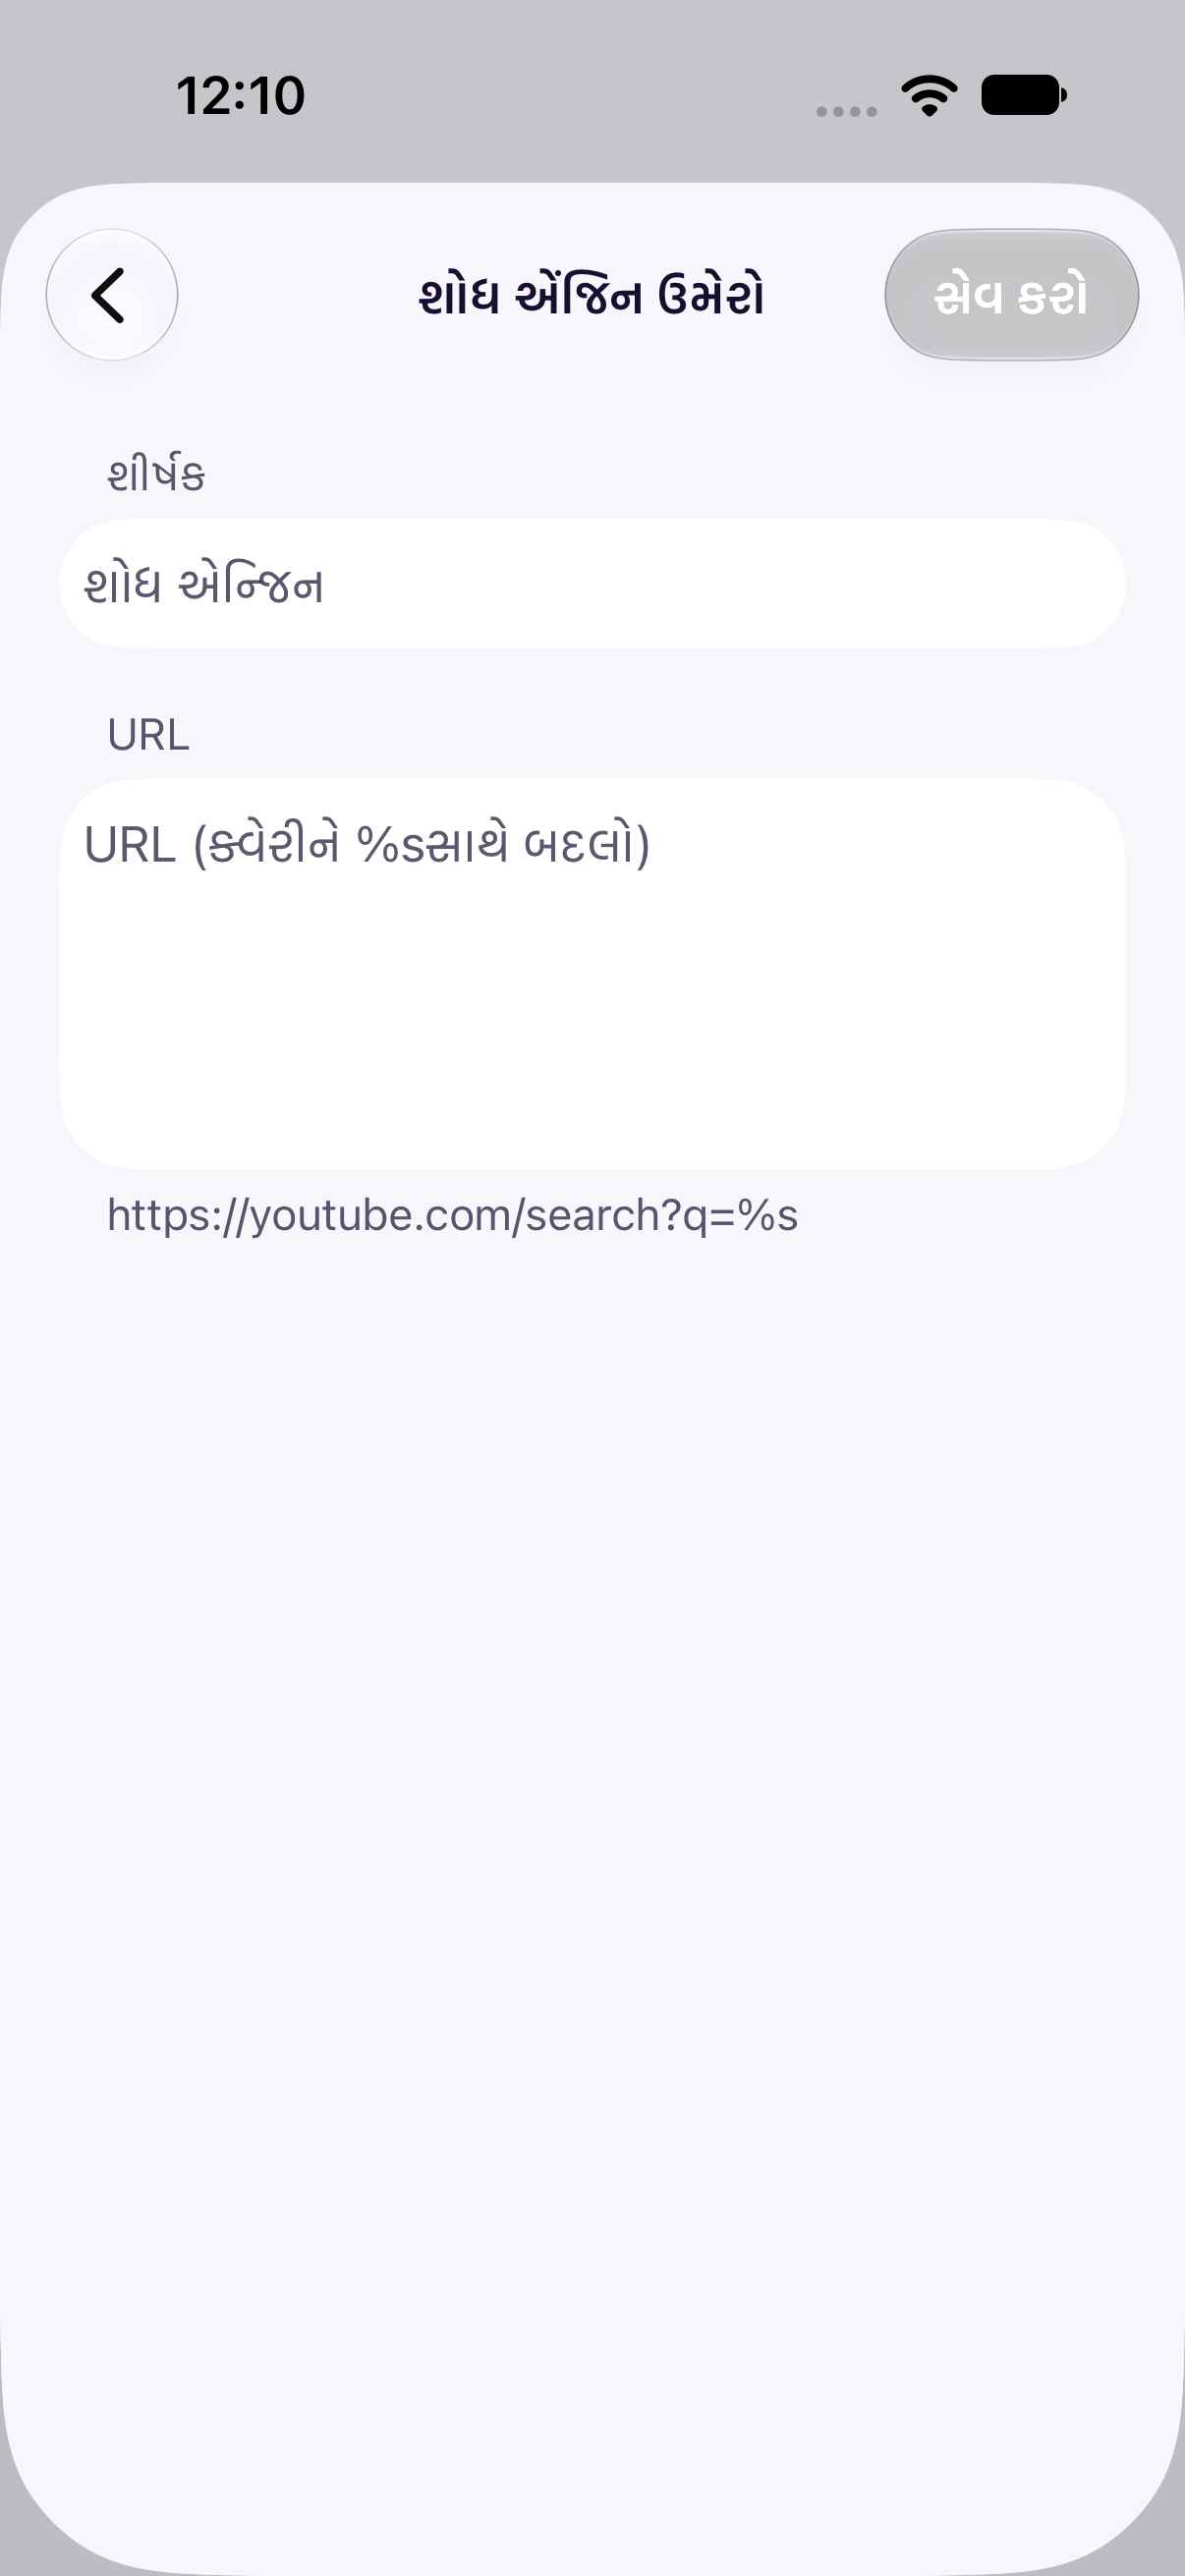 12:10
શોધ એંજિન ઉમેરો
સેવ કરો
શીર્ષક
શોધ એન્જિન
URL
URL (ક્વેરીને %sસાથે બદલો)
https://youtube.com/search?q=%s